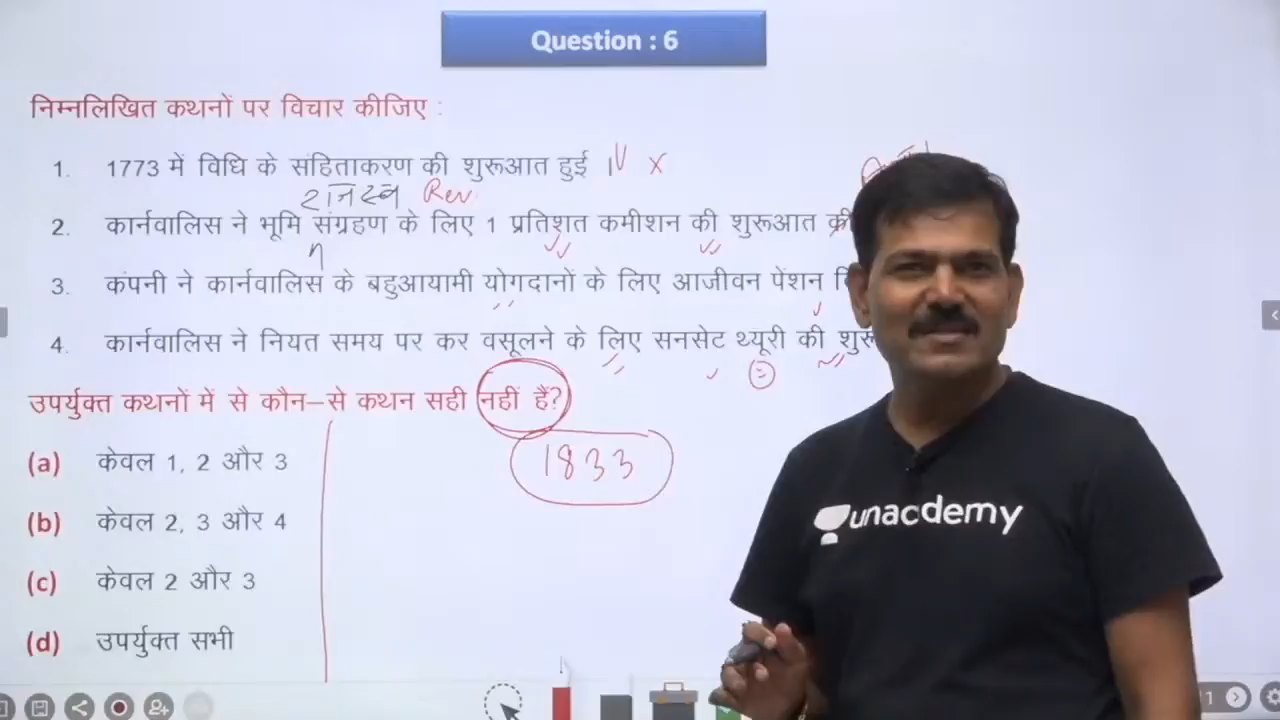 Question : 6
निम्नलिखित कथनों पर विचार कीजिए :
1. 1773 में विधि के संहिताकरण की शुरूआत हुई
राजस्व Rev.
2. कार्नवालिस ने भूमि संग्रहण के लिए 1 प्रतिशत कमीशन की शुरूआत की
3. कंपनी ने कार्नवालिस के बहुआयामी योगदानों के लिए आजीवन पेंशन
4. कार्नवालिस ने नियत समय पर कर वसूलने के लिए सनसेट थ्यूरी की
उपर्युक्त कथनों में से कौन–से कथन सही नहीं हैं?
1833
(a) केवल 1, 2 और 3
(b) केवल 2, 3 और 4
(c) केवल 2 और 3
(d) उपर्युक्त सभी
unacademy